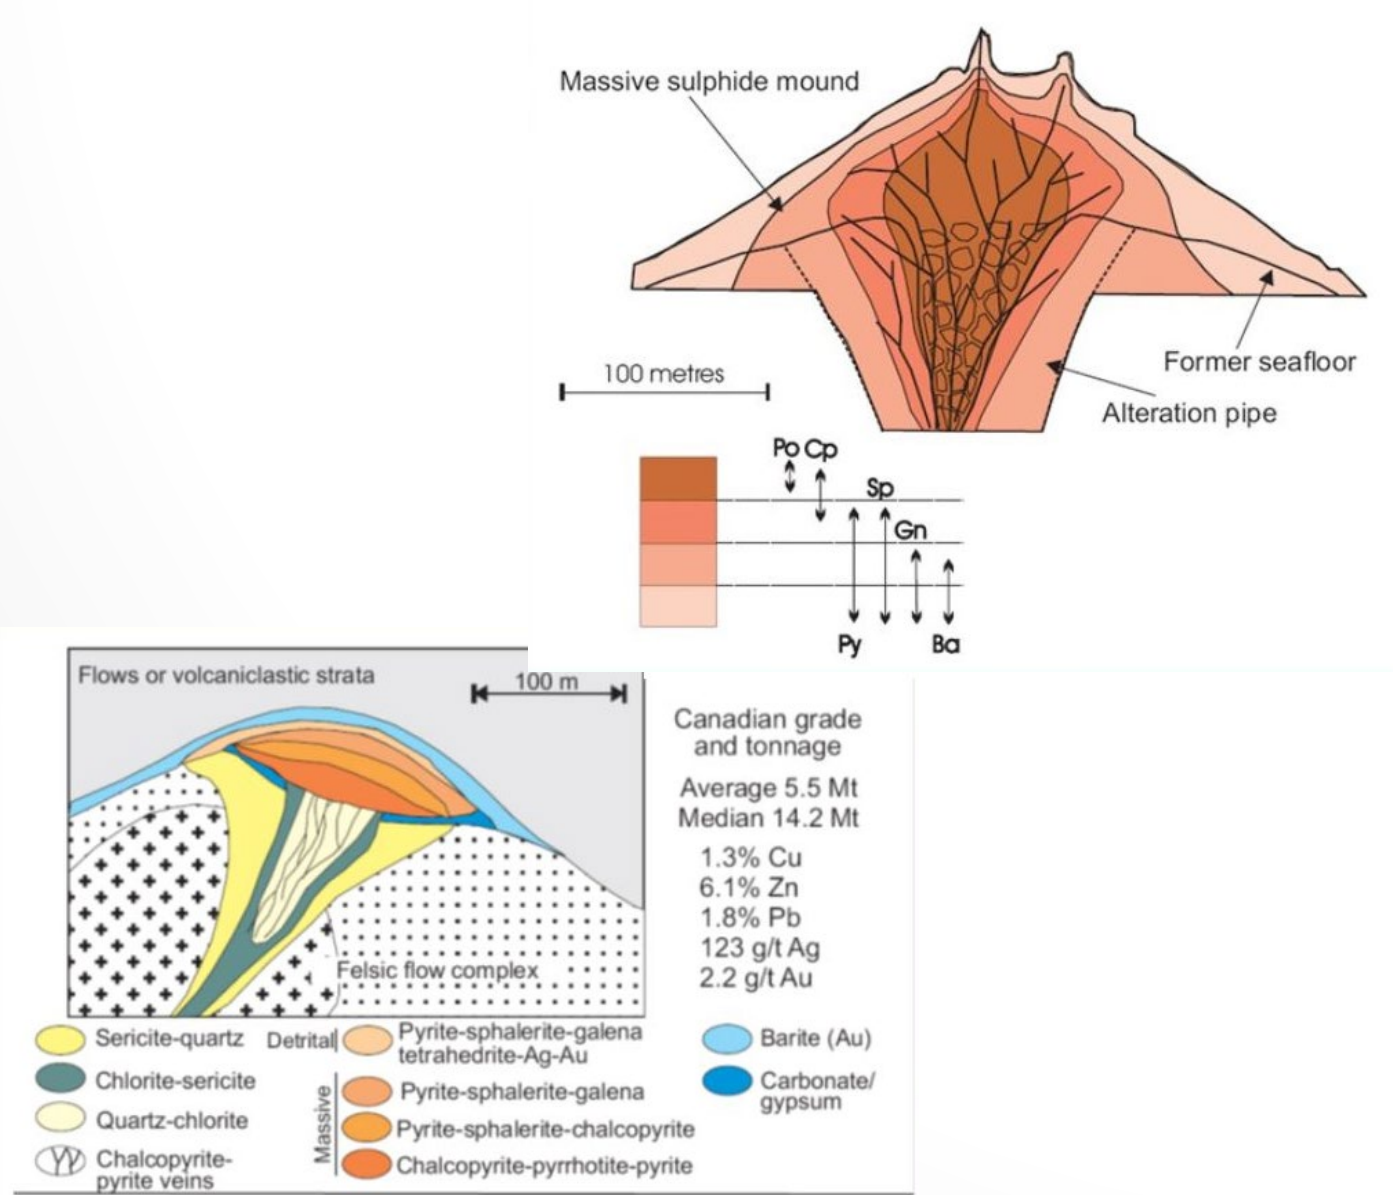 Massive sulphide mound
100 metres
Former seafloor
Alteration pipe
Po Cp
Sp
Gn
Py
Ba
Flows or volcaniclastic strata
100 m
Felsic flow complex
Canadian grade
and tonnage
Average 5.5 Mt
Median 14.2 Mt
1.3% Cu
6.1% Zn
1.8% Pb
123 g/t Ag
2.2 g/t Au
Sericite-quartz
Chlorite-sericite
Quartz-chlorite
Chalcopyrite-
pyrite veins
Detrital
Pyrite-sphalerite-galena
tetrahedrite-Ag-Au
Massive
Pyrite-sphalerite-galena
Pyrite-sphalerite-chalcopyrite
Chalcopyrite-pyrrhotite-pyrite
Barite (Au)
Carbonate/
gypsum